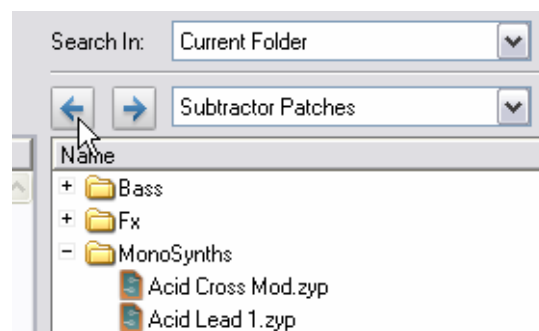 Search In: Current Folder
Subtractor Patches
Name
Bass
Fx
MonoSynths
Acid Cross Mod.zyp
Acid Lead 1.zyp